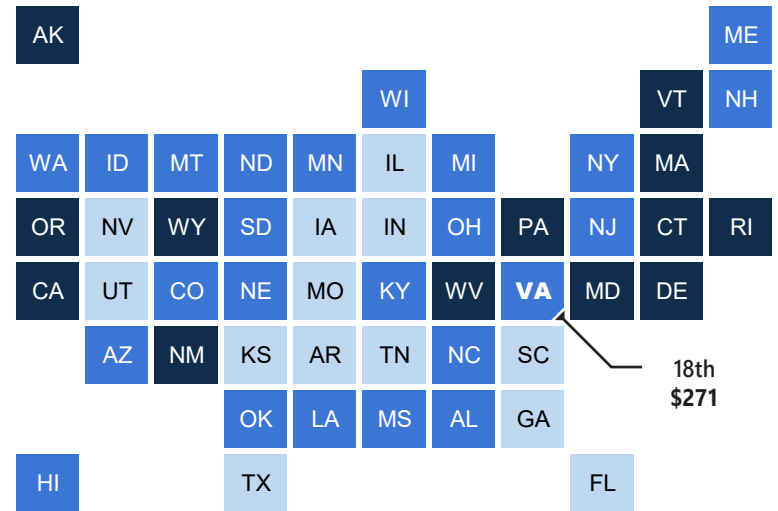 AK ME
WI VT NH
WA ID MT ND MN IL MI NY MA
OR NV WY SD IA IN OH PA NJ CT RI
CA UT CO NE MO KY WV VA MD DE
AZ NM KS AR TN NC SC
18th
$271
OK LA MS AL GA
HI TX FL